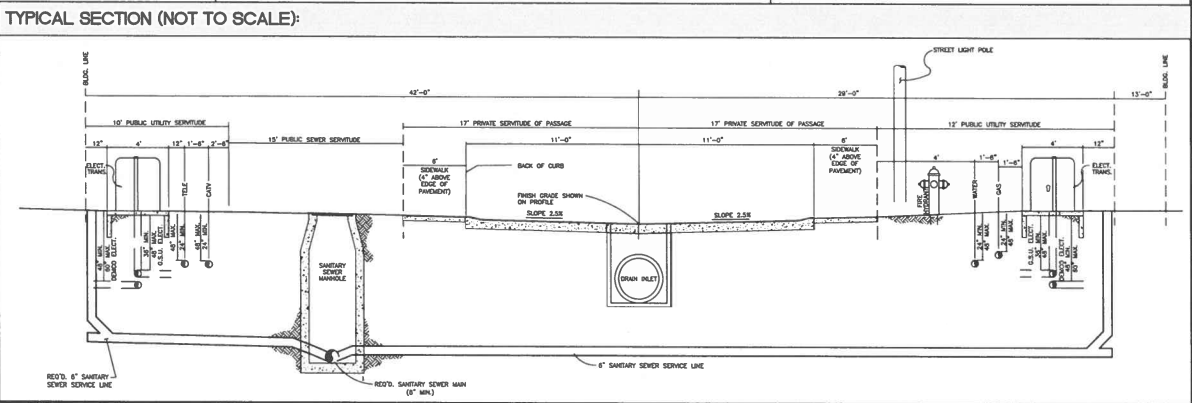 TYPICAL SECTION (NOT TO SCALE):
STREET LIGHT POLE
BLDG. LINE
BLDG. LINE
42'-0"
29'-0"
13'-0"
10' PUBLIC UTILITY SERVITUDE
17' PRIVATE SERVITUDE OF PASSAGE
17' PRIVATE SERVITUDE OF PASSAGE
12' PUBLIC UTILITY SERVITUDE
15' PUBLIC SEWER SERVITUDE
12"
4'
12"
1'-6"
2'-6"
11'-0"
11'-0"
6'
SIDEWALK
(4" ABOVE
EDGE OF
PAVEMENT)
6'
SIDEWALK
(4" ABOVE
EDGE OF
PAVEMENT)
4'
1'-6"
1'-6"
4'
12"
ELECT.
TRANS.
TELE
CATV
BACK OF CURB
FINISH GRADE SHOWN
ON PROFILE
FIRE
HYDRANT
WATER
GAS
ELECT.
TRANS.
SLOPE 2.5%
SLOPE 2.5%
48" MIN.
60" MAX.
DEMCO ELECT.
G.S.U. ELECT.
36" MIN.
48" MAX.
48" MAX.
24" MIN.
48" MAX.
24" MIN.
SANITARY
SEWER
MANHOLE
DRAIN INLET
24" MIN.
48" MAX.
24" MIN.
48" MAX.
G.S.U. ELECT.
36" MIN.
48" MAX.
DEMCO ELECT.
48" MIN.
60" MAX.
REQ'D. 6" SANITARY
SEWER SERVICE LINE
REQ'D. SANITARY SEWER MAIN
(8" MIN.)
6" SANITARY SEWER SERVICE LINE